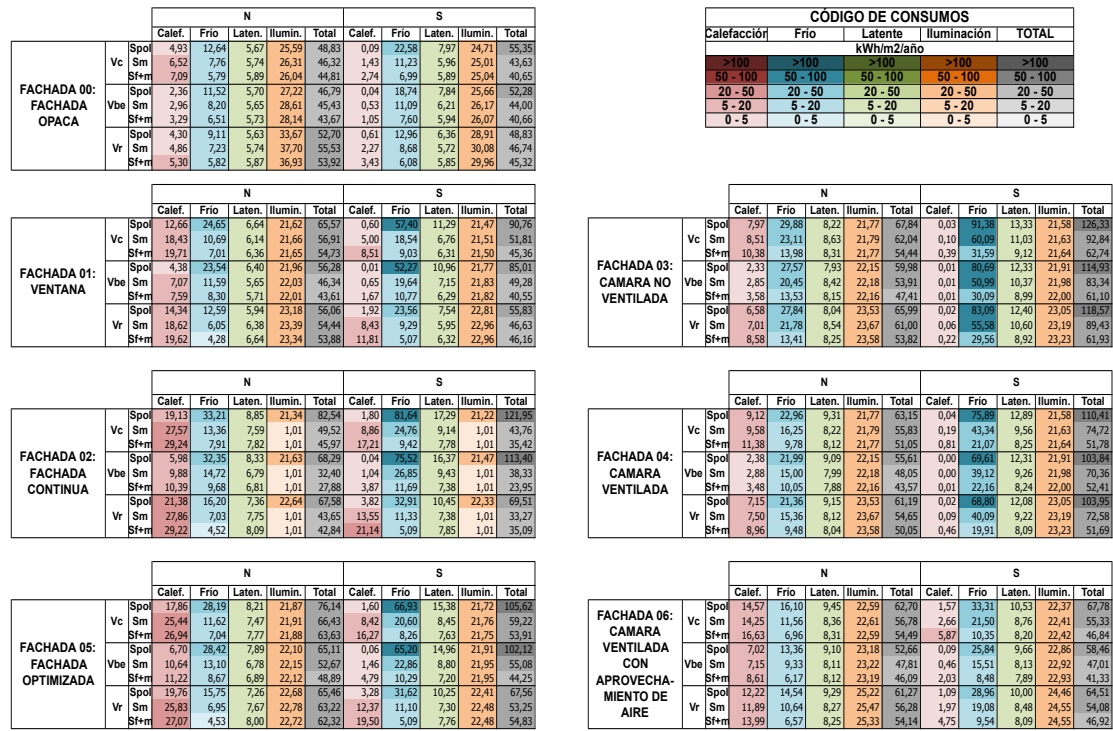 N S
Calef. Frío Laten. Ilumin. Total Calef. Frío Laten. Ilumin. Total
FACHADA 00: FACHADA OPACA
Vc Spol 4,93 12,64 5,67 25,59 48,83 0,09 22,58 7,97 24,71 55,35
Sm 6,52 7,76 5,74 26,31 46,32 1,43 11,23 5,96 25,01 43,63
Sf+m 7,09 5,79 5,89 26,04 44,81 2,74 6,99 5,89 25,04 40,65
Vbe Spol 2,36 11,52 5,70 27,22 46,79 0,04 18,74 7,84 25,66 52,28
Sm 2,96 8,20 5,65 28,61 45,43 0,53 11,09 6,21 26,17 44,00
Sf+m 3,29 6,51 5,73 28,14 43,67 1,05 7,60 5,94 26,07 40,66
Vr Spol 4,30 9,11 5,63 33,67 52,70 0,61 12,96 6,36 28,91 48,83
Sm 4,86 7,23 5,74 37,70 55,53 2,27 8,68 5,72 30,08 46,74
Sf+m 5,30 5,82 5,87 36,93 53,92 3,43 6,08 5,85 29,96 45,32
CÓDIGO DE CONSUMOS
Calefacción Frío Latente Iluminación TOTAL
kWh/m2/año
>100 >100 >100 >100 >100
50 - 100 50 - 100 50 - 100 50 - 100 50 - 100
20 - 50 20 - 50 20 - 50 20 - 50 20 - 50
5 - 20 5 - 20 5 - 20 5 - 20 5 - 20
0 - 5 0 - 5 0 - 5 0 - 5 0 - 5
N S
Calef. Frío Laten. Ilumin. Total Calef. Frío Laten. Ilumin. Total
FACHADA 01: VENTANA
Vc Spol 12,66 24,65 6,64 21,62 65,57 0,60 57,40 11,29 21,47 90,76
Sm 18,43 10,69 6,14 21,66 56,91 5,00 18,54 6,76 21,51 51,81
Sf+m 19,71 7,01 6,36 21,65 54,73 8,51 9,03 6,31 21,50 45,36
Vbe Spol 4,38 23,54 6,40 21,96 56,28 0,01 52,27 10,96 21,77 85,01
Sm 7,07 11,59 5,65 22,03 46,34 0,65 19,64 7,15 21,83 49,28
Sf+m 7,59 8,30 5,71 22,01 43,61 1,67 10,77 6,29 21,82 40,55
Vr Spol 14,34 12,59 5,94 23,18 56,06 1,92 23,56 7,54 22,81 55,83
Sm 18,62 6,05 6,38 23,39 54,44 8,43 9,29 5,95 22,96 46,63
Sf+m 19,62 4,28 6,64 23,34 53,88 11,81 5,07 6,32 22,96 46,16
N S
Calef. Frío Laten. Ilumin. Total Calef. Frío Laten. Ilumin. Total
FACHADA 03: CAMARA NO VENTILADA
Vc Spol 7,97 29,88 8,22 21,77 67,84 0,03 91,38 13,33 21,58 126,33
Sm 8,51 23,11 8,63 21,79 62,04 0,10 60,09 11,03 21,63 92,84
Sf+m 10,38 13,98 8,31 21,77 54,44 0,39 31,59 9,12 21,64 62,74
Vbe Spol 2,33 27,57 7,93 22,15 59,98 0,01 80,69 12,33 21,91 114,93
Sm 2,85 20,45 8,42 22,18 53,91 0,01 50,99 10,37 21,98 83,34
Sf+m 3,58 13,53 8,15 22,16 47,41 0,01 30,09 8,99 22,00 61,10
Vr Spol 6,58 27,84 8,04 23,53 65,99 0,02 83,09 12,40 23,05 118,57
Sm 7,01 21,78 8,54 23,67 61,00 0,06 55,58 10,60 23,19 89,43
Sf+m 8,58 13,41 8,25 23,58 53,82 0,22 29,56 8,92 23,23 61,93
N S
Calef. Frío Laten. Ilumin. Total Calef. Frío Laten. Ilumin. Total
FACHADA 02: FACHADA CONTINUA
Vc Spol 19,13 33,21 8,85 21,34 82,54 1,80 81,64 17,29 21,22 121,95
Sm 27,57 13,36 7,59 1,01 49,52 8,86 24,76 9,14 1,01 43,76
Sf+m 29,24 7,91 7,82 1,01 45,97 17,21 9,42 7,78 1,01 35,42
Vbe Spol 5,98 32,35 8,33 21,63 68,29 0,04 75,52 16,37 21,47 113,40
Sm 9,88 14,72 6,79 1,01 32,40 1,04 26,85 9,43 1,01 38,33
Sf+m 10,39 9,68 6,81 1,01 27,88 3,87 11,69 7,38 1,01 23,95
Vr Spol 21,38 16,20 7,36 22,64 67,58 3,82 32,91 10,45 22,33 69,51
Sm 27,86 7,03 7,75 1,01 43,65 13,55 11,33 7,38 1,01 33,27
Sf+m 29,22 4,52 8,09 1,01 42,84 21,14 5,09 7,85 1,01 35,09
N S
Calef. Frío Laten. Ilumin. Total Calef. Frío Laten. Ilumin. Total
FACHADA 04: CAMARA VENTILADA
Vc Spol 9,12 22,96 9,31 21,77 63,15 0,04 75,89 12,89 21,58 110,41
Sm 9,58 16,25 8,22 21,79 55,83 0,19 43,34 9,56 21,63 74,72
Sf+m 11,38 9,78 8,12 21,77 51,05 0,81 21,07 8,25 21,64 51,78
Vbe Spol 2,38 21,99 9,09 22,15 55,61 0,00 69,61 12,31 21,91 103,84
Sm 2,88 15,00 7,99 22,18 48,05 0,00 39,12 9,26 21,98 70,36
Sf+m 3,48 10,05 7,88 22,16 43,57 0,01 22,16 8,24 22,00 52,41
Vr Spol 7,15 21,36 9,15 23,53 61,19 0,02 68,80 12,08 23,05 103,95
Sm 7,50 15,36 8,12 23,67 54,65 0,09 40,09 9,22 23,19 72,58
Sf+m 8,96 9,48 8,04 23,58 50,05 0,46 19,91 8,09 23,23 51,69
N S
Calef. Frío Laten. Ilumin. Total Calef. Frío Laten. Ilumin. Total
FACHADA 05: FACHADA OPTIMIZADA
Vc Spol 17,86 28,19 8,21 21,87 76,14 1,60 66,93 15,38 21,72 105,62
Sm 25,44 11,62 7,47 21,91 66,43 8,42 20,60 8,45 21,76 59,22
Sf+m 26,94 7,04 7,77 21,88 63,63 16,27 8,26 7,63 21,75 53,91
Vbe Spol 6,70 28,42 7,89 22,10 65,11 0,06 65,20 14,96 21,91 102,12
Sm 10,64 13,10 6,78 22,15 52,67 1,46 22,86 8,80 21,95 55,08
Sf+m 11,22 8,67 6,89 22,12 48,89 4,79 10,29 7,20 21,95 44,25
Vr Spol 19,76 15,75 7,26 22,68 65,46 3,28 31,62 10,25 22,41 67,56
Sm 25,83 6,95 7,67 22,78 63,22 12,37 11,10 7,30 22,48 53,25
Sf+m 27,07 4,53 8,00 22,72 62,32 19,50 5,09 7,76 22,48 54,83
N S
Calef. Frío Laten. Ilumin. Total Calef. Frío Laten. Ilumin. Total
FACHADA 06: CAMARA VENTILADA CON APROVECHA- MIENTO DE AIRE
Vc Spol 14,57 16,10 9,45 22,59 62,70 1,57 33,31 10,53 22,37 67,78
Sm 14,25 11,56 8,36 22,61 56,78 2,66 21,50 8,76 22,41 55,33
Sf+m 16,63 6,96 8,31 22,59 54,49 5,87 10,35 8,20 22,42 46,84
Vbe Spol 7,02 13,36 9,10 23,18 52,66 0,09 25,84 9,66 22,86 58,46
Sm 7,15 9,33 8,11 23,22 47,81 0,46 15,51 8,13 22,92 47,01
Sf+m 8,61 6,17 8,12 23,19 46,09 2,03 8,48 7,89 22,93 41,33
Vr Spol 12,22 14,54 9,29 25,22 61,27 1,09 28,96 10,00 24,46 64,51
Sm 11,89 10,64 8,27 25,47 56,28 1,97 19,08 8,48 24,55 54,08
Sf+m 13,99 6,57 8,25 25,33 54,14 4,75 9,54 8,09 24,55 46,92